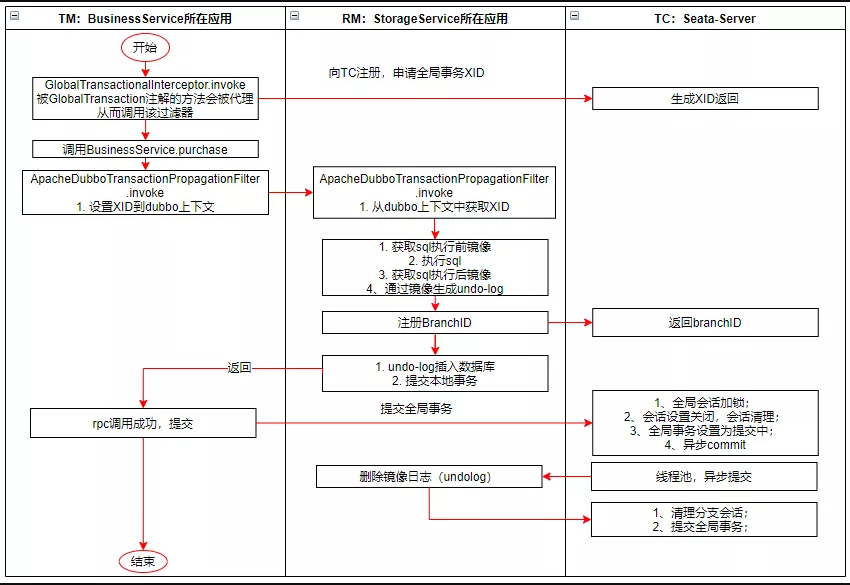 TM：BusinessService所在应用
RM：StorageService所在应用
TC：Seata-Server
开始
GlobalTransactionalInterceptor.invoke
被GlobalTransaction注解的方法会被代理
从而调用该过滤器
向TC注册，申请全局事务XID
生成XID返回
调用BusinessService.purchase
ApacheDubboTransactionPropagationFilter
.invoke
1. 设置XID到dubbo上下文
ApacheDubboTransactionPropagationFilter
.invoke
1. 从dubbo上下文中获取XID
1. 获取sql执行前镜像
2. 执行sql
3. 获取sql执行后镜像
4、通过镜像生成undo-log
注册BranchID
返回branchID
1. undo-log插入数据库
2. 提交本地事务
返回
rpc调用成功，提交
提交全局事务
1、全局会话加锁；
2、会话设置关闭，会话清理；
3、全局事务设置为提交中；
4、异步commit
线程池，异步提交
删除镜像日志（undolog）
1、清理分支会话；
2、提交全局事务；
结束